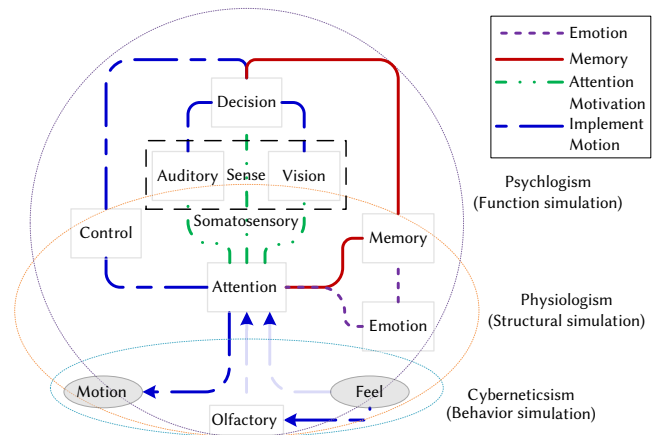 Emotion
Memory
Attention
Motivation
Implement
Motion
Decision
Auditory
Sense
Vision
Somatosensory
Psychlogism
(Function simulation)
Control
Memory
Attention
Physiologism
(Structural simulation)
Emotion
Motion
Feel
Cyberneticism
(Behavior simulation)
Olfactory